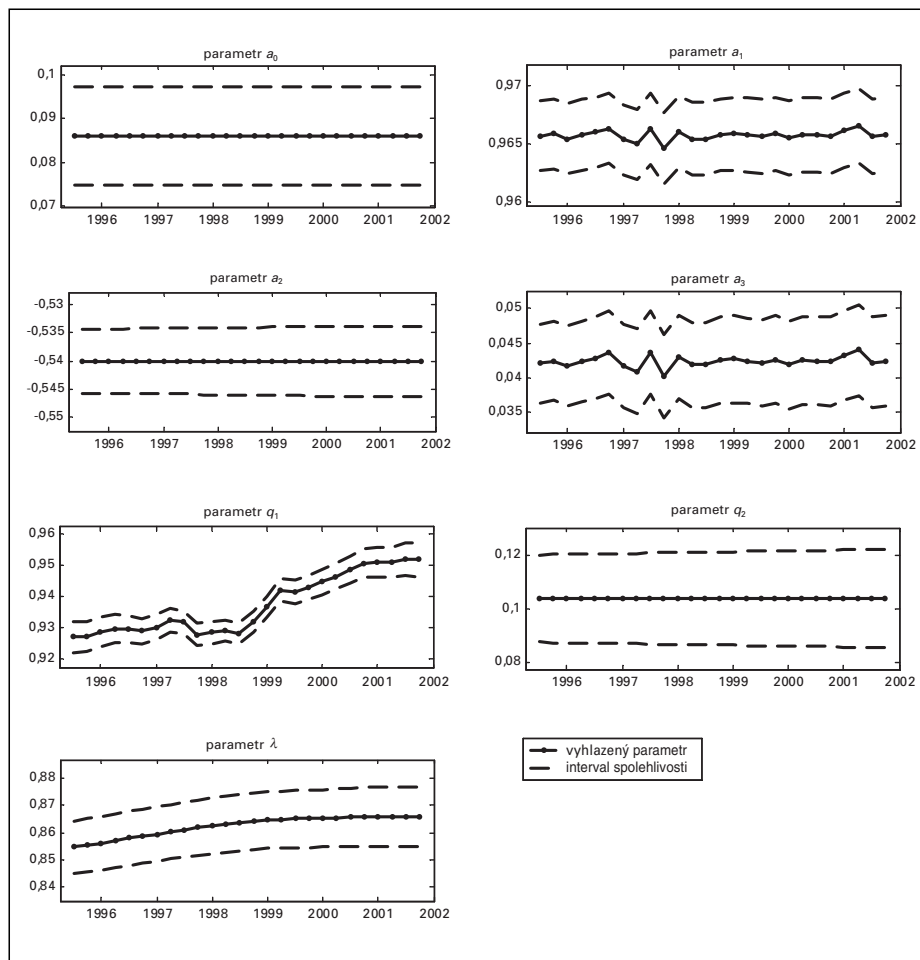 parametr a0
0,1
0,09
0,08
0,07
1996 1997 1998 1999 2000 2001 2002
parametr a1
0,97
0,965
0,96
1996 1997 1998 1999 2000 2001 2002
parametr a2
-0,53
-0,535
-0,54
-0,545
-0,55
1996 1997 1998 1999 2000 2001 2002
parametr a3
0,05
0,045
0,04
0,035
1996 1997 1998 1999 2000 2001 2002
parametr q1
0,96
0,95
0,94
0,93
0,92
1996 1997 1998 1999 2000 2001 2002
parametr q2
0,12
0,1
0,08
1996 1997 1998 1999 2000 2001 2002
parametr λ
0,88
0,87
0,86
0,85
0,84
1996 1997 1998 1999 2000 2001 2002
vyhlazený parametr
interval spolehlivosti